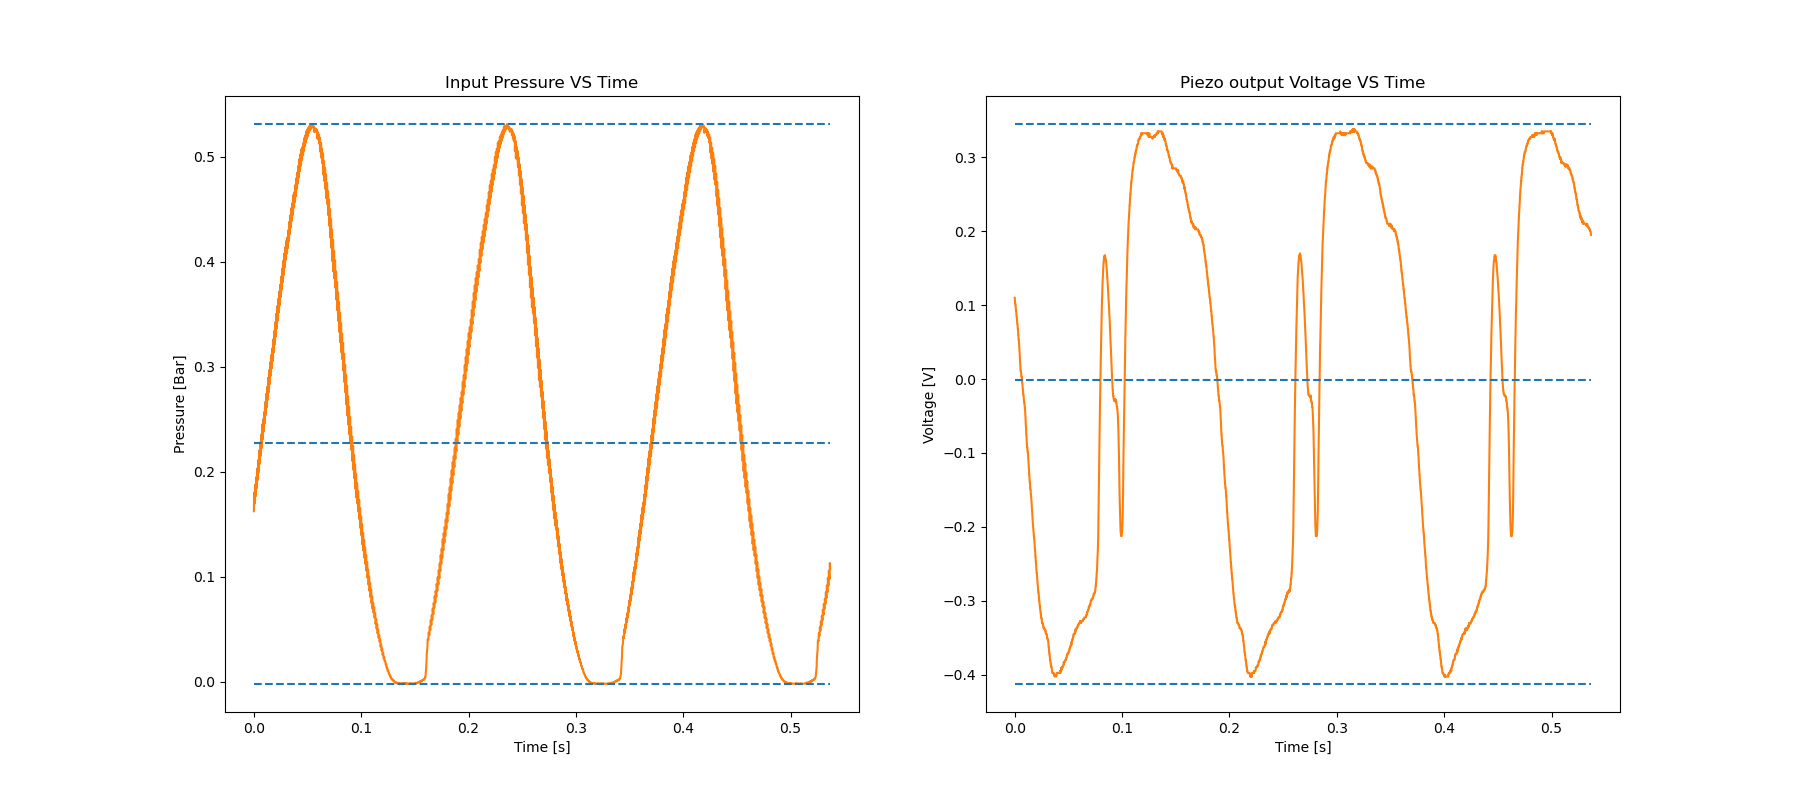 Input Pressure VS Time
Pressure [Bar]
0.5
0.4
0.3
0.2
0.1
0.0
0.0 0.1 0.2 0.3 0.4 0.5
Time [s]
Piezo output Voltage VS Time
Voltage [V]
0.3
0.2
0.1
0.0
−0.1
−0.2
−0.3
−0.4
0.0 0.1 0.2 0.3 0.4 0.5
Time [s]